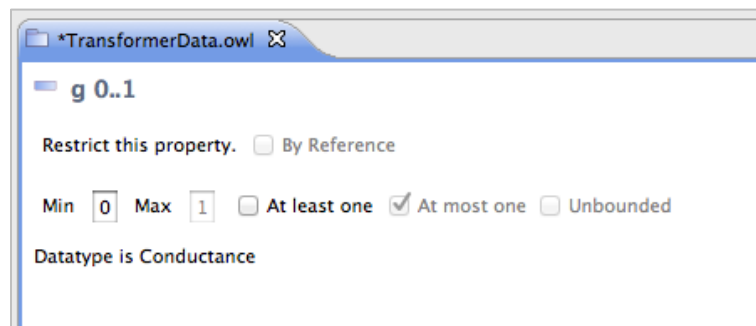 *TransformerData.owl
g 0..1
Restrict this property. By Reference
Min 0 Max 1 At least one At most one Unbounded
Datatype is Conductance